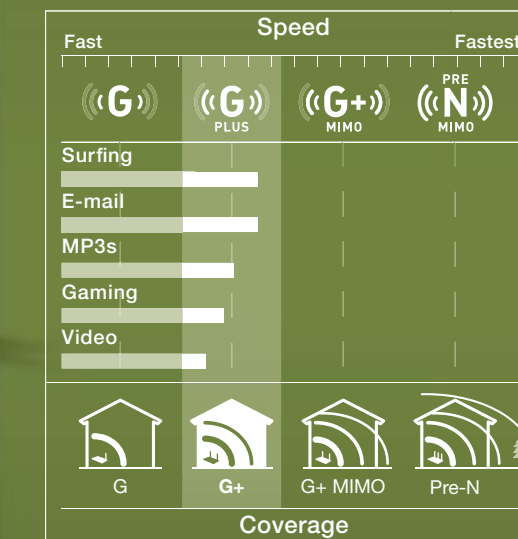 Speed
Fast Fastest
G G G+ PRE N
PLUS MIMO MIMO
Surfing
E-mail
MP3s
Gaming
Video
G G+ G+ MIMO Pre-N
Coverage